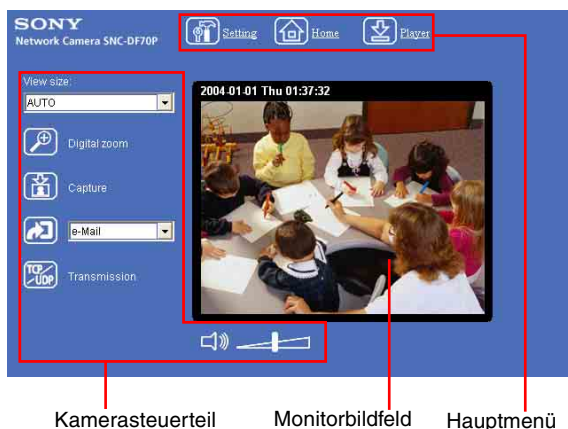 SONY
Network Camera SNC-DF70P
Setting Home Player
View size:
AUTO
2004-01-01 Thu 01:37:32
Digital zoom
Capture
e-Mail
TCP/UDP Transmission
Kamerasteuerteil Monitorbildfeld Hauptmenü